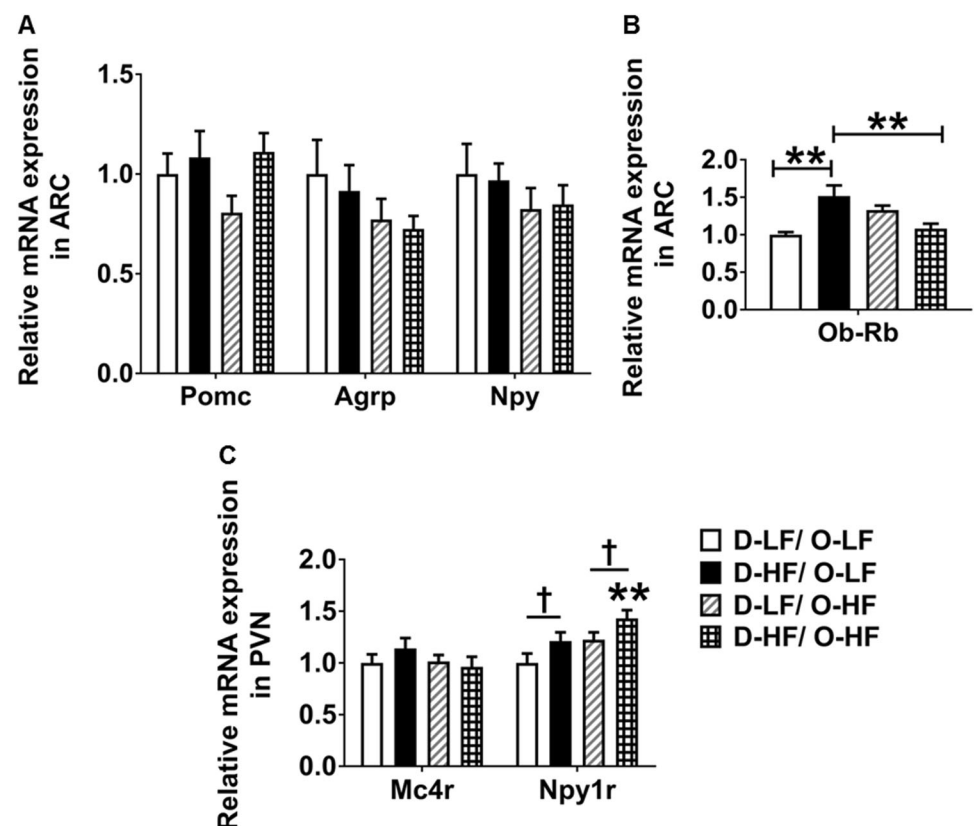 A
Relative mRNA expression
in ARC
1.5
1.0
0.5
0.0
Pomc Agrp Npy
B
Relative mRNA expression
in ARC
**
**
2.0
1.5
1.0
0.5
0.0
Ob-Rb
C
Relative mRNA expression
in PVN
2.0
1.5
1.0
0.5
0.0
†
†
**
Mc4r Npy1r
D-LF/ O-LF
D-HF/ O-LF
D-LF/ O-HF
D-HF/ O-HF